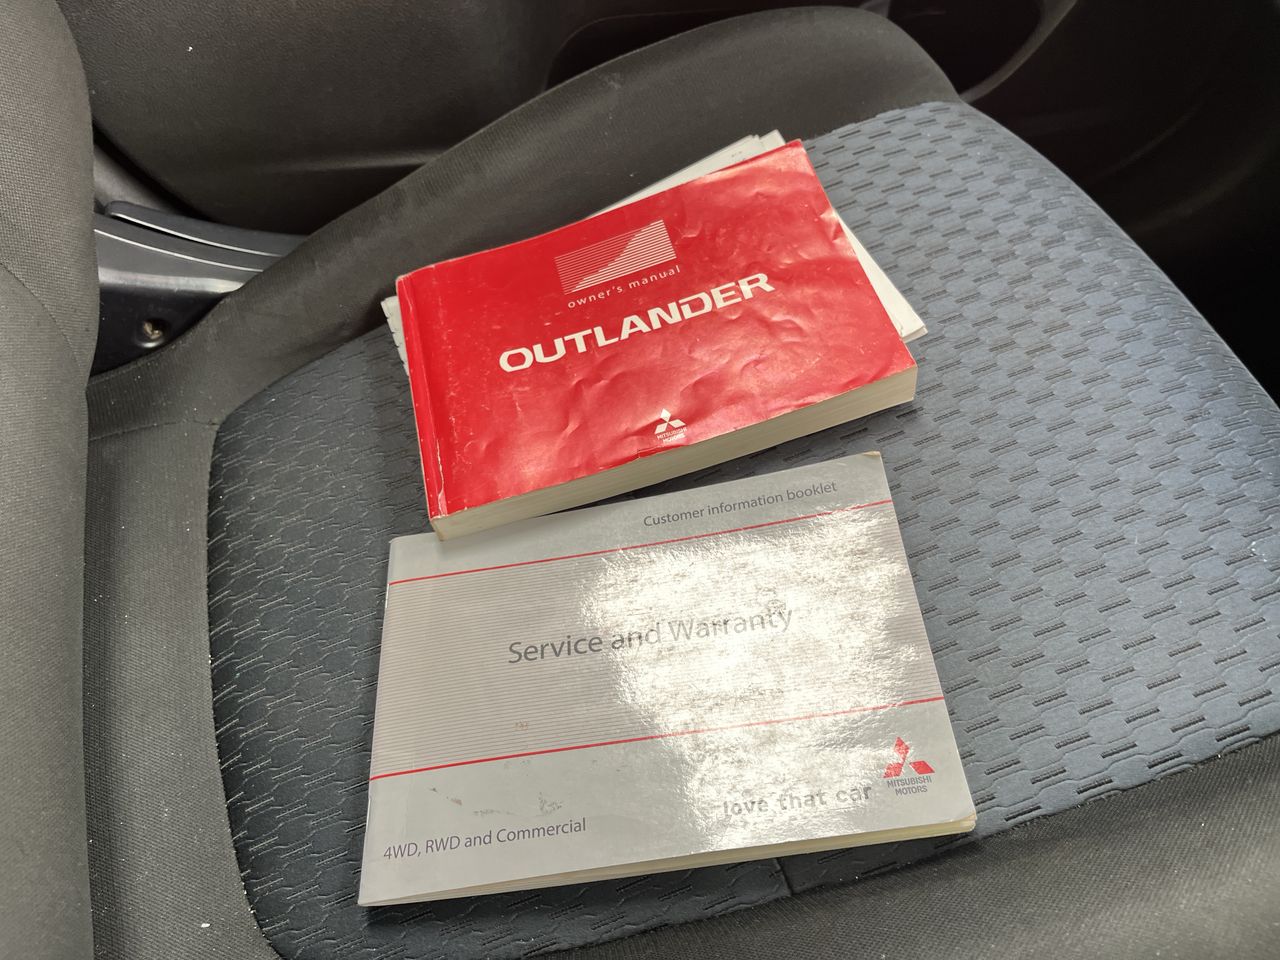 owner's manual
OUTLANDER
MITSUBISHI
MOTORS
Customer information booklet
Service and Warranty
love that car
MITSUBISHI
MOTORS
4WD, RWD and Commercial